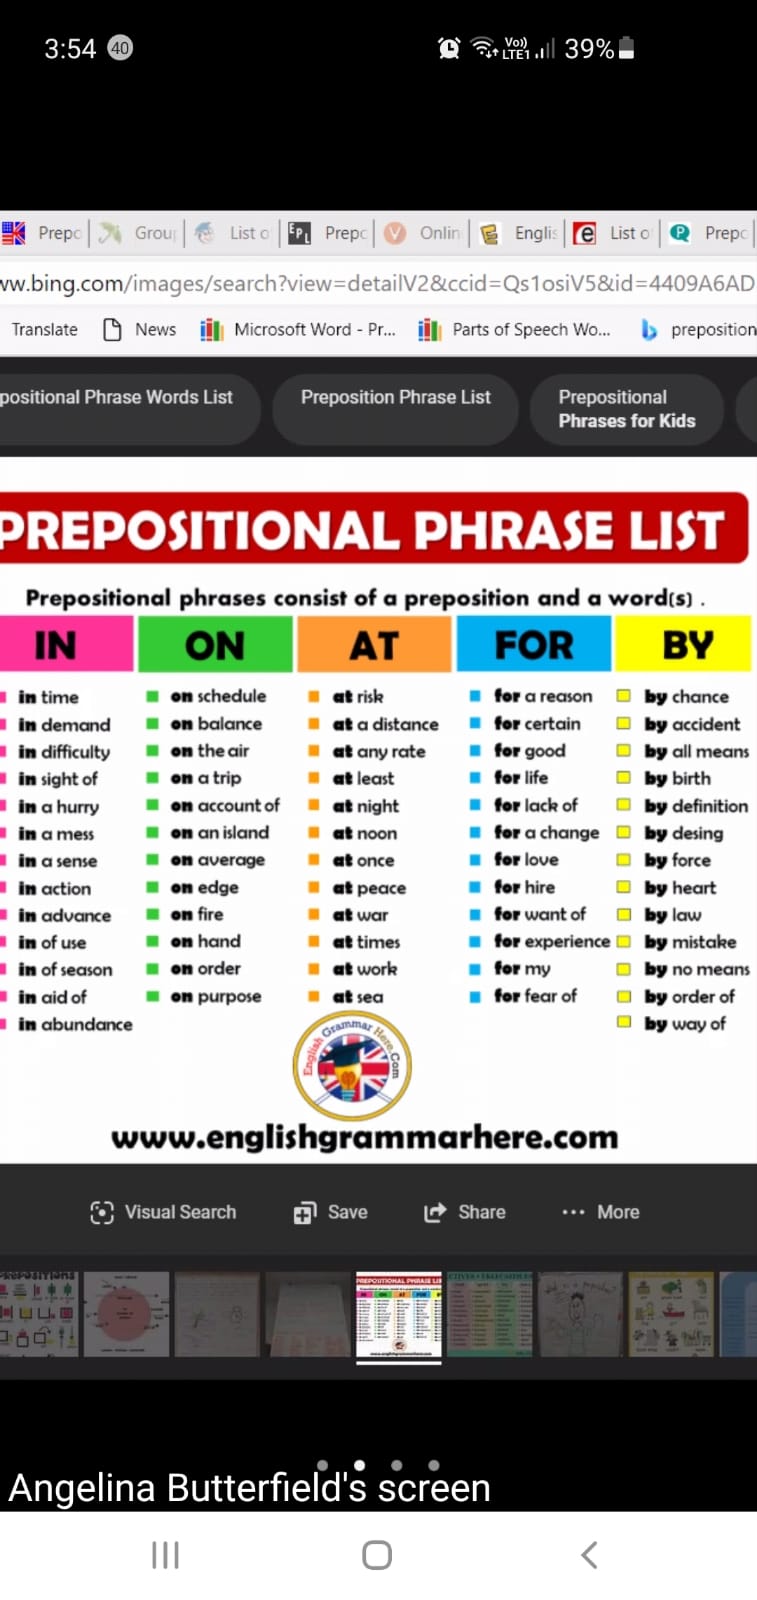 3:54 40 Vo)) LTE1 39%
Prepo Group List o EPL Prepo Onlin Englis List o Prepo
ww.bing.com/images/search?view=detailV2&ccid=Qs1osiV5&id=4409A6AD
Translate News Microsoft Word - Pr... Parts of Speech Wo... preposition
positional Phrase Words List Preposition Phrase List Prepositional
Phrases for Kids
PREPOSITIONAL PHRASE LIST
Prepositional phrases consist of a preposition and a word(s) .
IN ON AT FOR BY
in time on schedule at risk for a reason by chance
in demand on balance at a distance for certain by accident
in difficulty on the air at any rate for good by all means
in sight of on a trip at least for life by birth
in a hurry on account of at night for lack of by definition
in a mess on an island at noon for a change by desing
in a sense on average at once for love by force
in action on edge at peace for hire by heart
in advance on fire at war for want of by law
in of use on hand at times for experience by mistake
in of season on order at work for my by no means
in aid of on purpose at sea for fear of by order of
in abundance by way of
English Grammar Here.Com
www.englishgrammarhere.com
Visual Search Save Share ... More
PREPOSITIONAL PHRASE LIS
Angelina Butterfield's screen